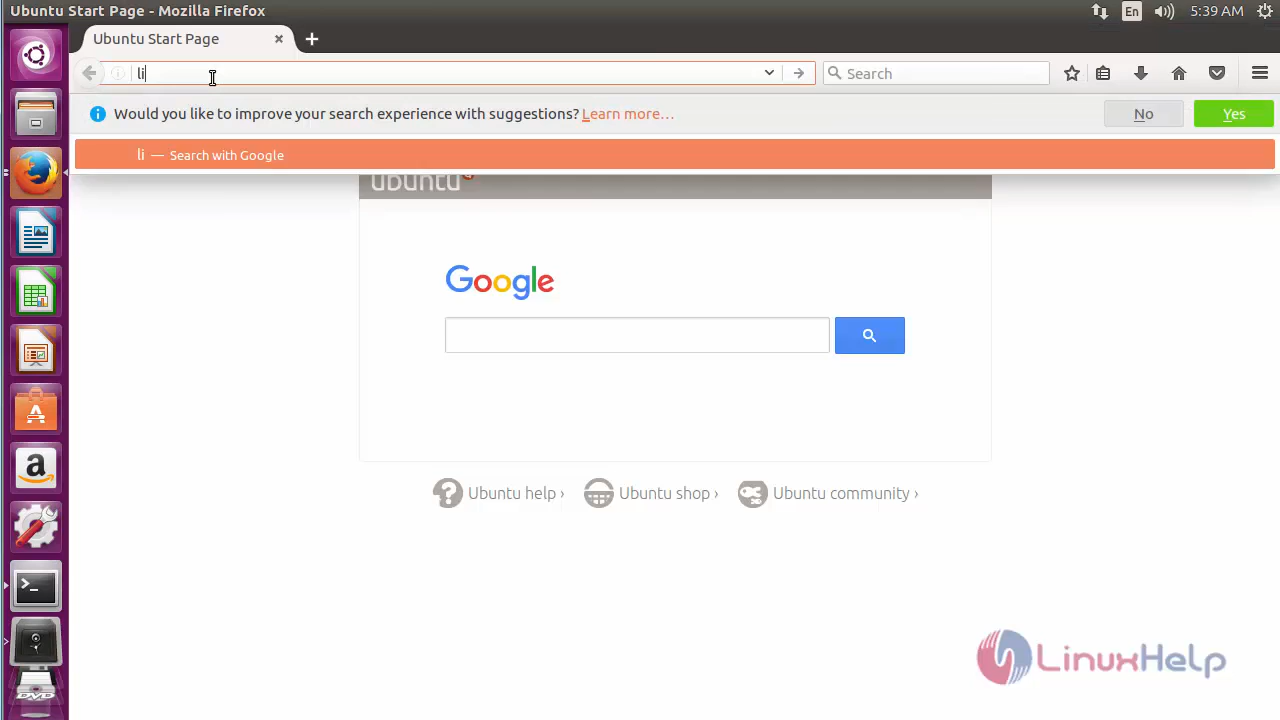 Ubuntu Start Page - Mozilla Firefox
En
5:39 AM
Ubuntu Start Page
li
Search
Would you like to improve your search experience with suggestions? Learn more…
No
Yes
li — Search with Google
ubuntu
Google
Ubuntu help ›
Ubuntu shop ›
Ubuntu community ›
DVD
LinuxHelp